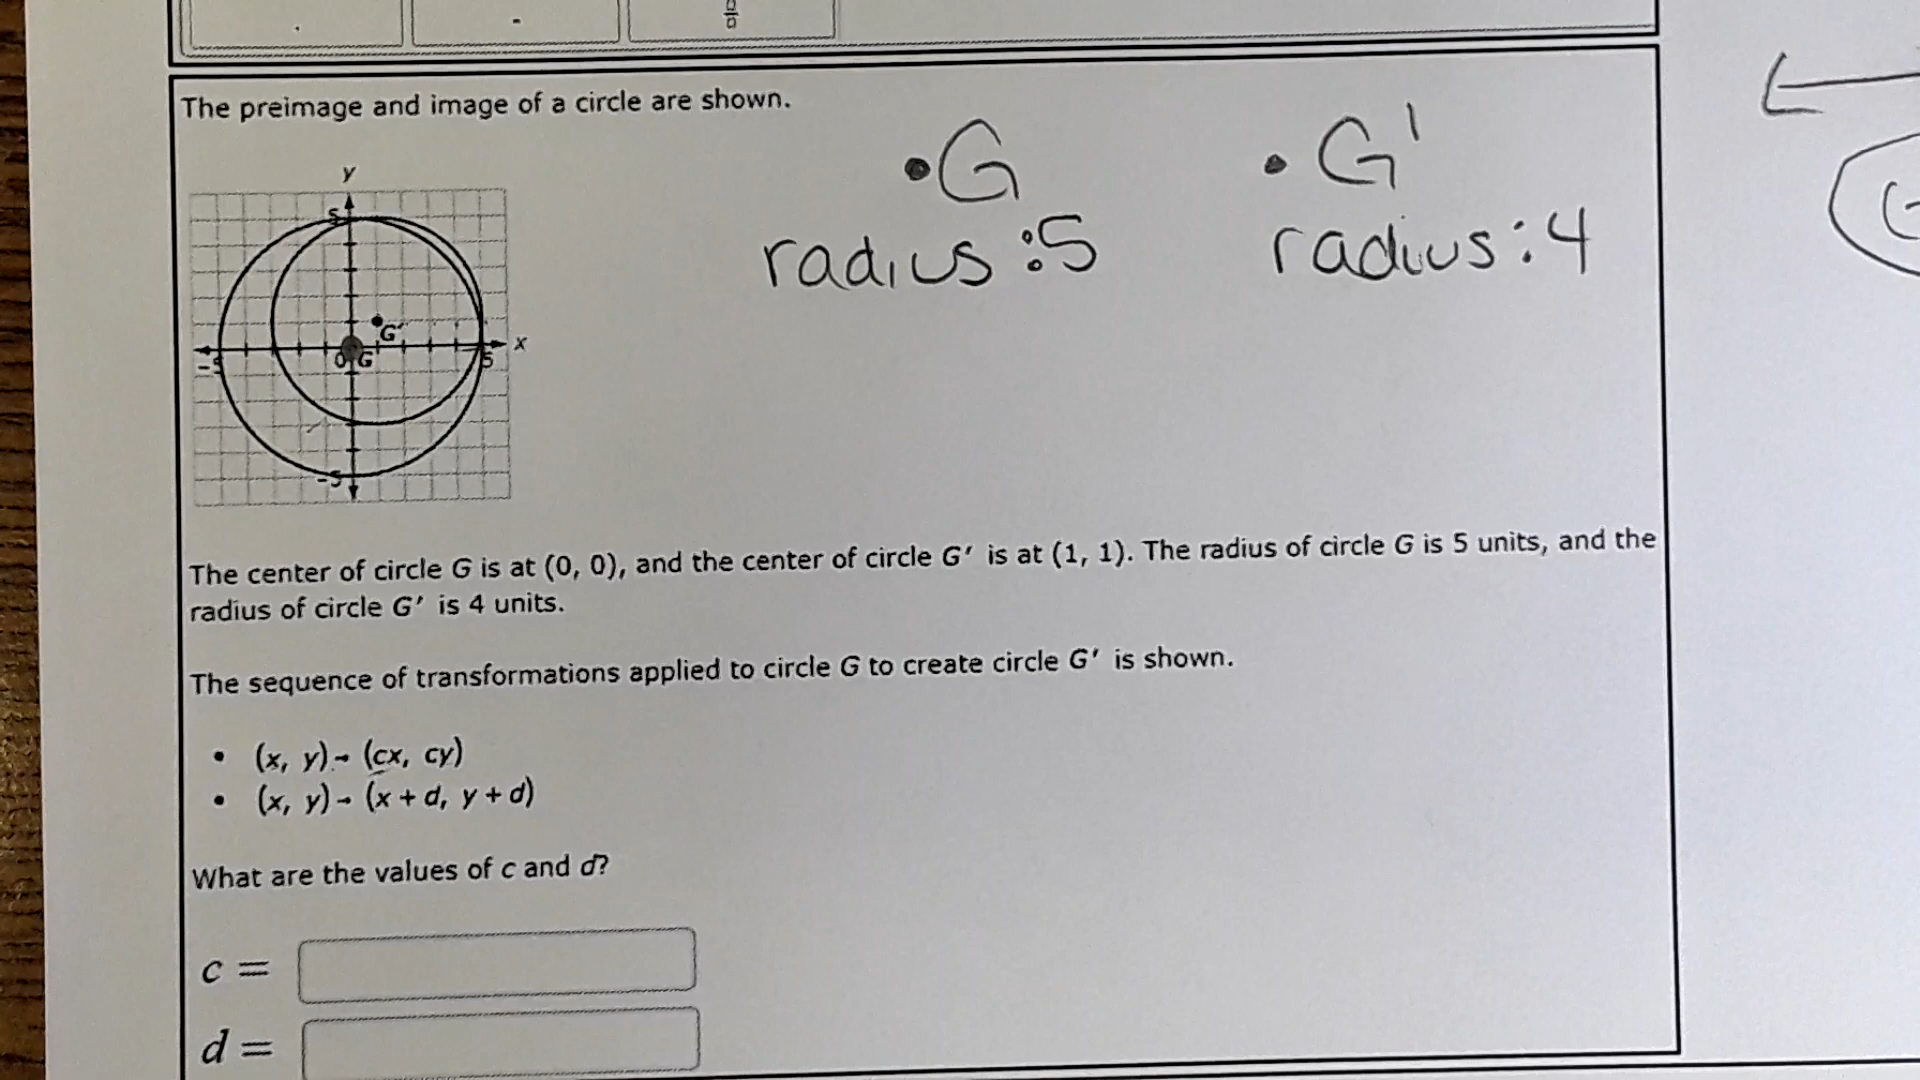 The preimage and image of a circle are shown.
•G
• G'
radius:5
radius:4
y
5
G′
x
-5
0
G
5
-5
The center of circle G is at (0, 0), and the center of circle G′ is at (1, 1). The radius of circle G is 5 units, and the
radius of circle G′ is 4 units.
The sequence of transformations applied to circle G to create circle G′ is shown.
• (x, y)→ (cx, cy)
• (x, y)→ (x + d, y + d)
What are the values of c and d?
c =
d =